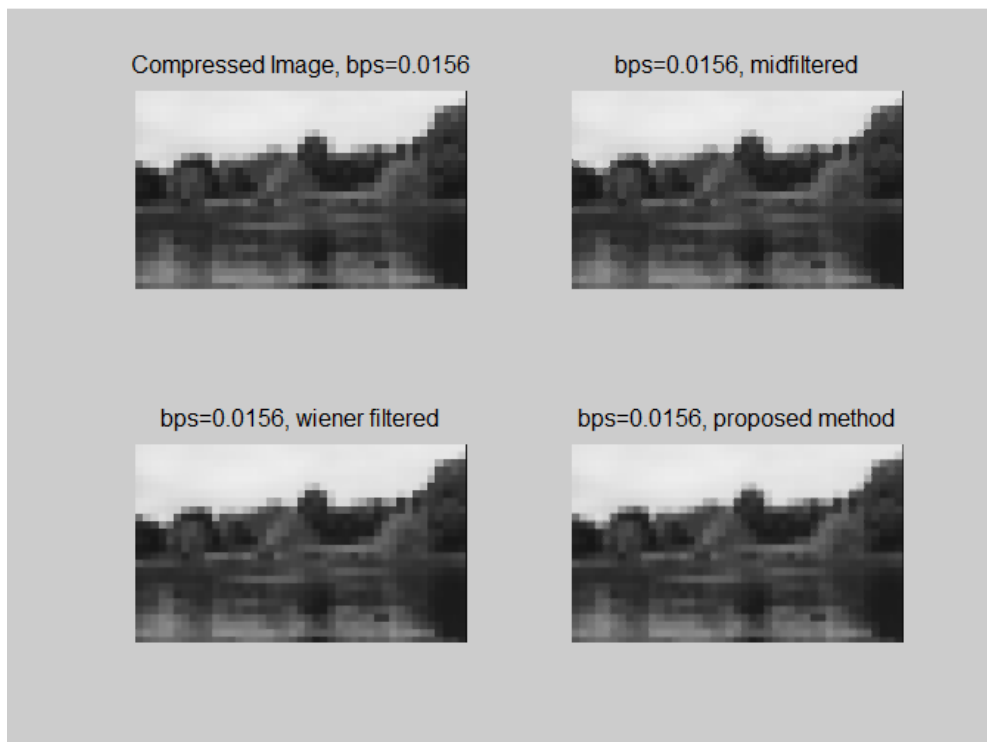 Compressed Image, bps=0.0156
bps=0.0156, midfiltered
bps=0.0156, wiener filtered
bps=0.0156, proposed method